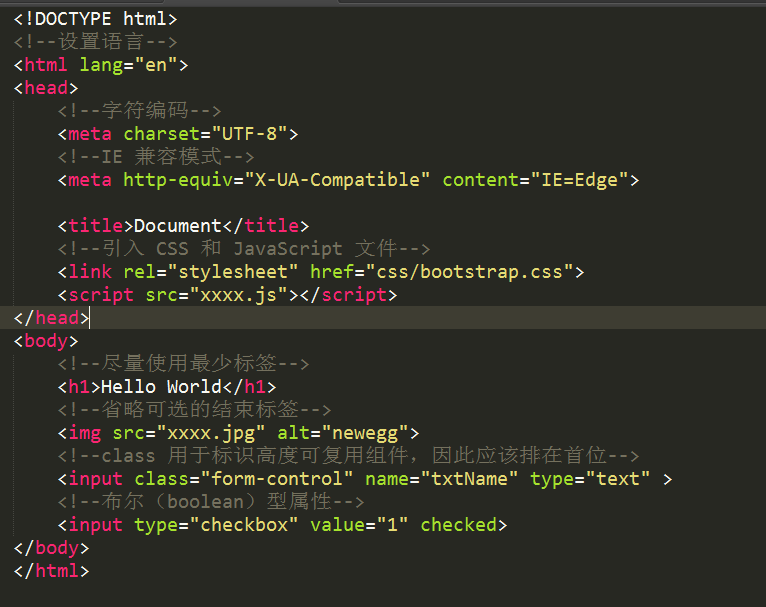 <!DOCTYPE html>
<!--设置语言-->
<html lang="en">
<head>
    <!--字符编码-->
    <meta charset="UTF-8">
    <!--IE 兼容模式-->
    <meta http-equiv="X-UA-Compatible" content="IE=Edge">

    <title>Document</title>
    <!--引入 CSS 和 JavaScript 文件-->
    <link rel="stylesheet" href="css/bootstrap.css">
    <script src="xxxx.js"></script>
</head>
<body>
    <!--尽量使用最少标签-->
    <h1>Hello World</h1>
    <!--省略可选的结束标签-->
    <img src="xxxx.jpg" alt="newegg">
    <!--class 用于标识高度可复用组件，因此应该排在首位-->
    <input class="form-control" name="txtName" type="text" >
    <!--布尔（boolean）型属性-->
    <input type="checkbox" value="1" checked>
</body>
</html>